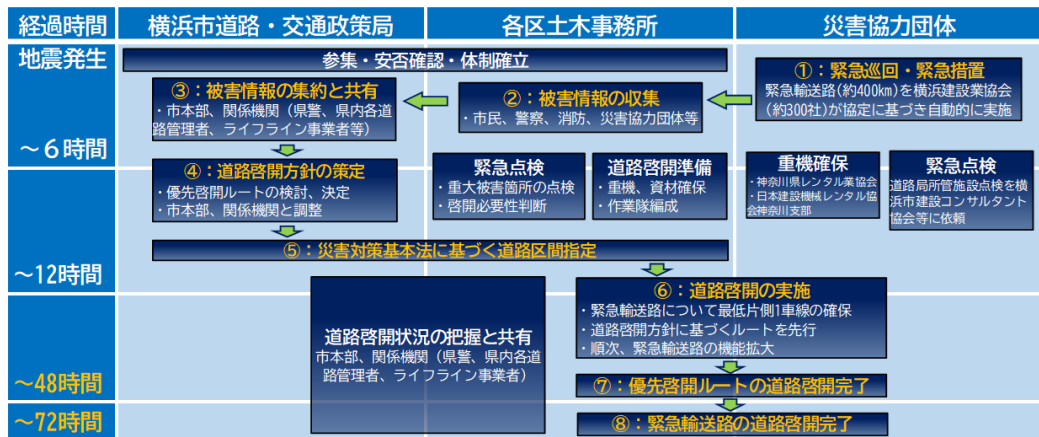 経過時間
横浜市道路・交通政策局
各区土木事務所
災害協力団体
地震発生
参集・安否確認・体制確立
①：緊急巡回・緊急措置
緊急輸送路(約400km)を横浜建設業協会
(約300社)が協定に基づき自動的に実施
②：被害情報の収集
・市民、警察、消防、災害協力団体等
③：被害情報の集約と共有
・市本部、関係機関（県警、県内各道
路管理者、ライフライン事業者等）
～６時間
④：道路啓開方針の策定
・優先啓開ルートの検討、決定
・市本部、関係機関と調整
緊急点検
・重大被害箇所の点検
・啓開必要性判断
道路啓開準備
・重機、資材確保
・作業隊編成
重機確保
・神奈川県レンタル業協会
・日本建設機械レンタル協
会神奈川支部
緊急点検
道路局所管施設点検を横
浜市建設コンサルタント
協会等に依頼
⑤：災害対策基本法に基づく道路区間指定
～12時間
⑥：道路啓開の実施
・緊急輸送路について最低片側1車線の確保
・道路啓開方針に基づくルートを先行
・順次、緊急輸送路の機能拡大
道路啓開状況の把握と共有
市本部、関係機関（県警、県内各道
路管理者、ライフライン事業者）
～48時間
⑦：優先啓開ルートの道路啓開完了
～72時間
⑧：緊急輸送路の道路啓開完了